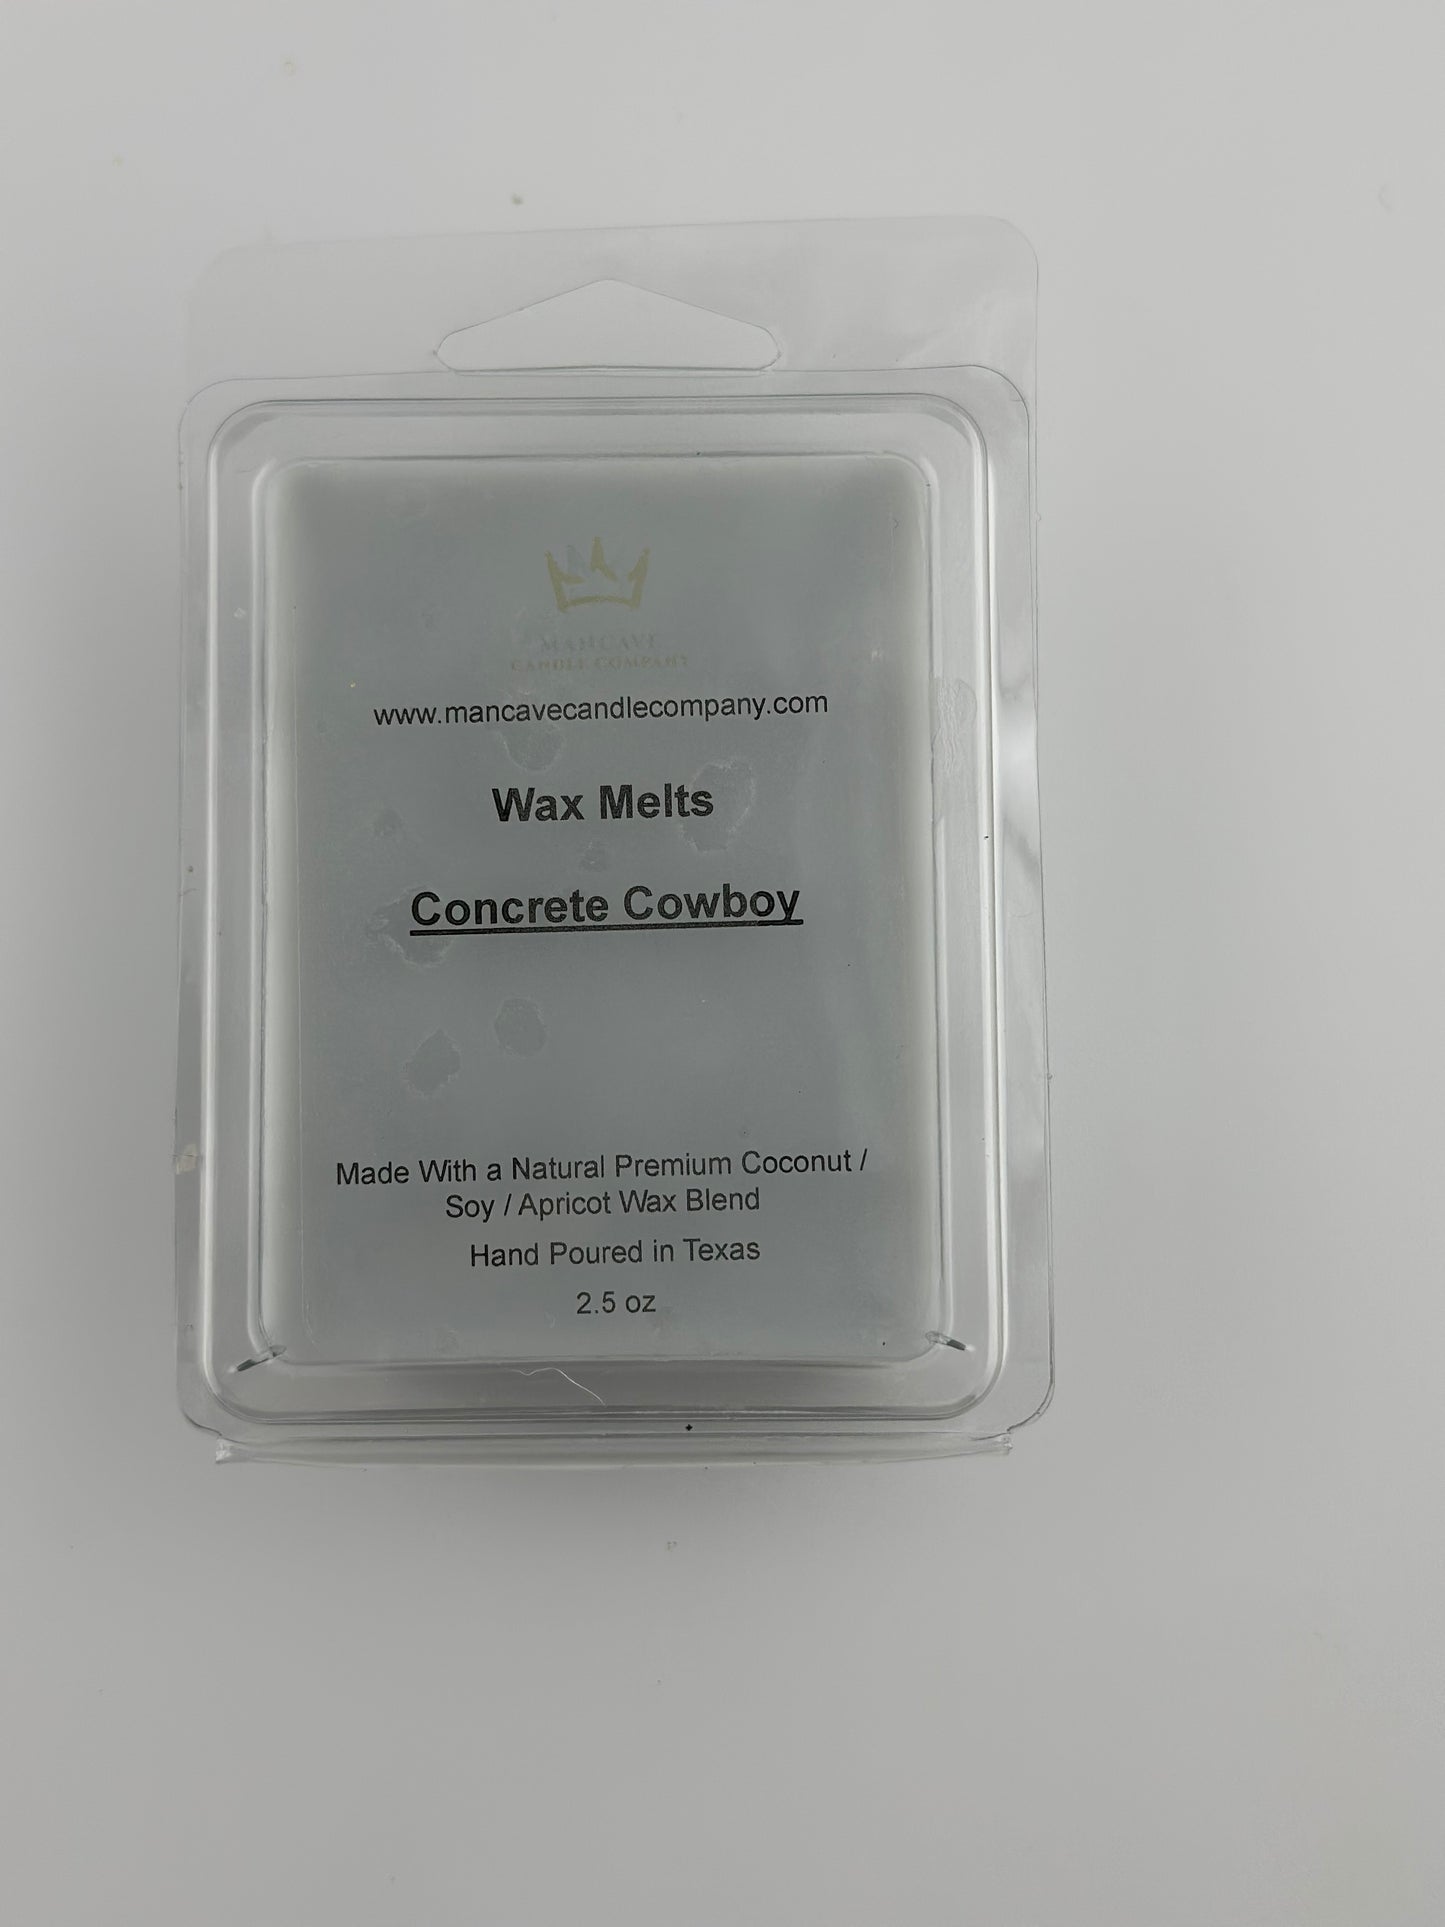 MANCAVE
CANDLE COMPANY
www.mancavecandlecompany.com
Wax Melts
Concrete Cowboy
Made With a Natural Premium Coconut /
Soy / Apricot Wax Blend
Hand Poured in Texas
2.5 oz